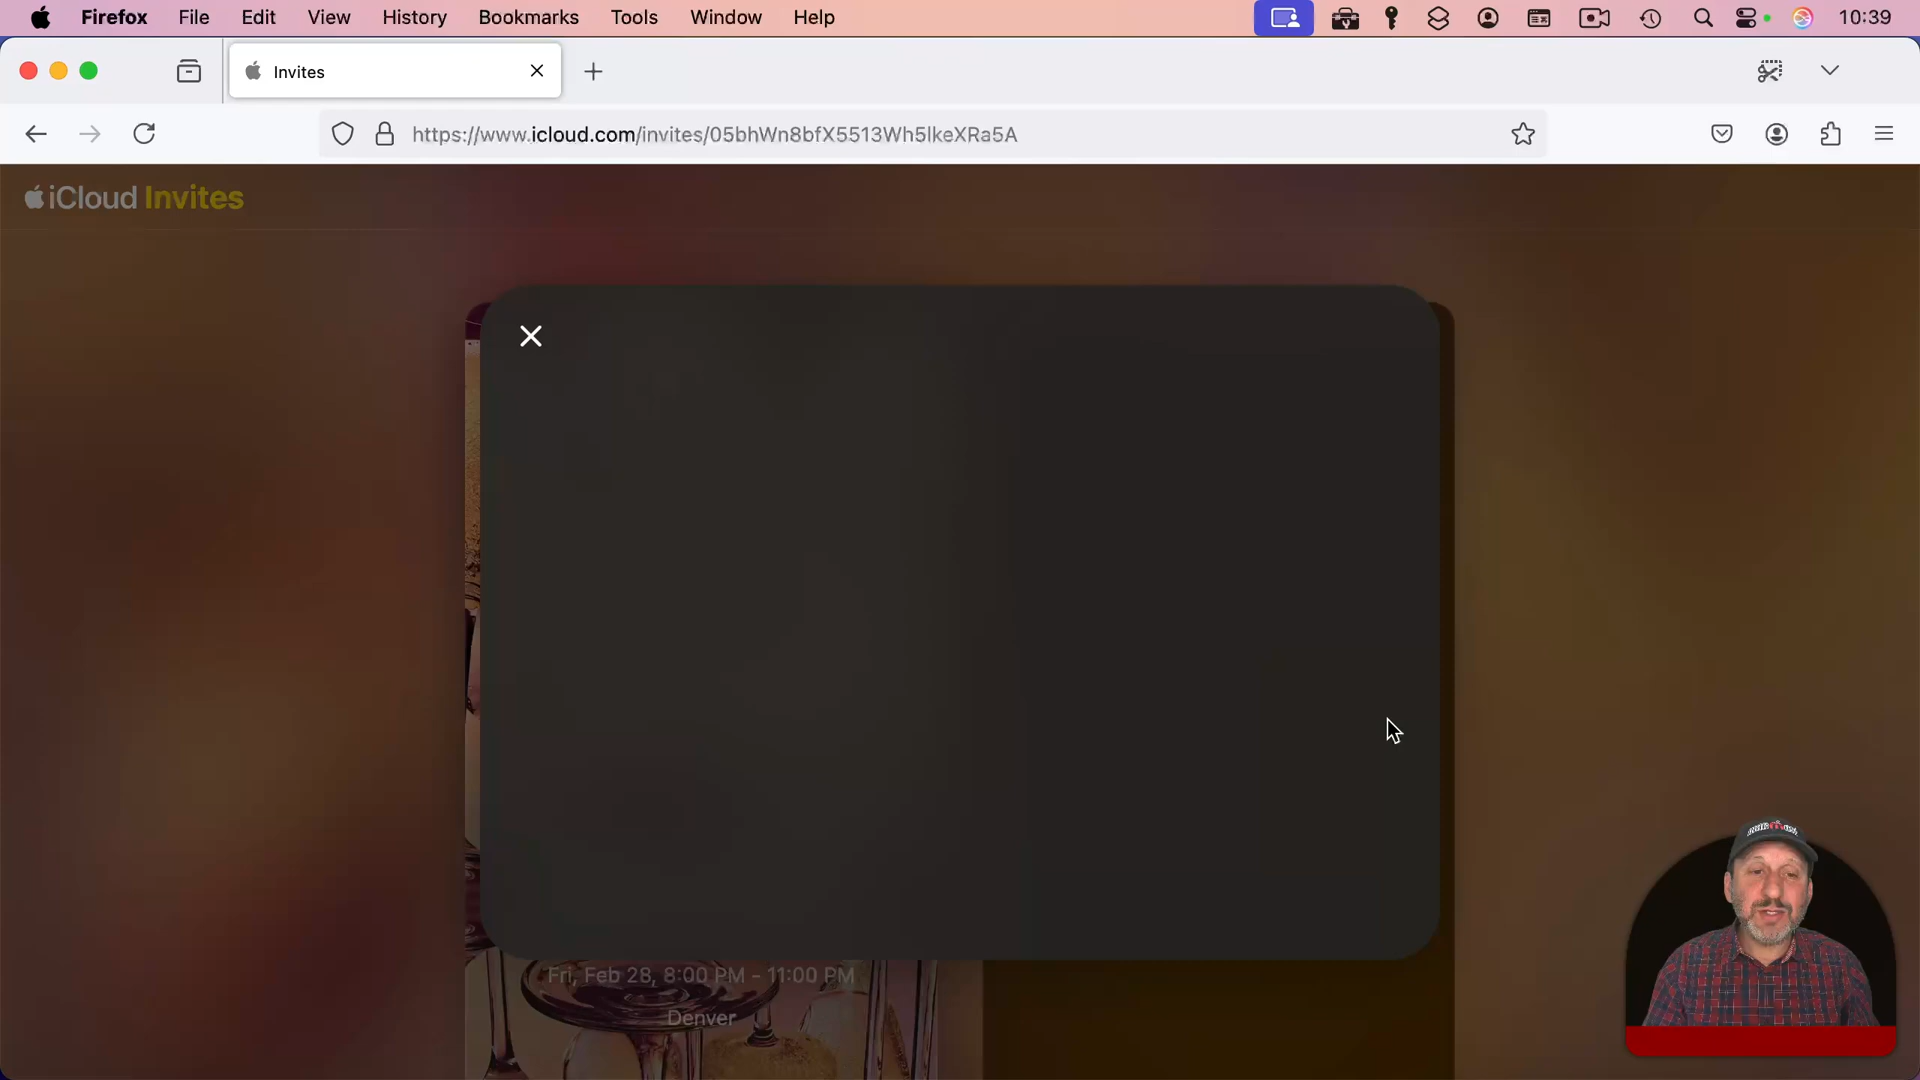 Firefox File Edit View History Bookmarks Tools Window Help 10:39
Invites
https://www.icloud.com/invites/05bhWn8bfX5513Wh5lkeXRa5A
iCloud Invites
Fri, Feb 28, 8:00 PM – 11:00 PM
Denver